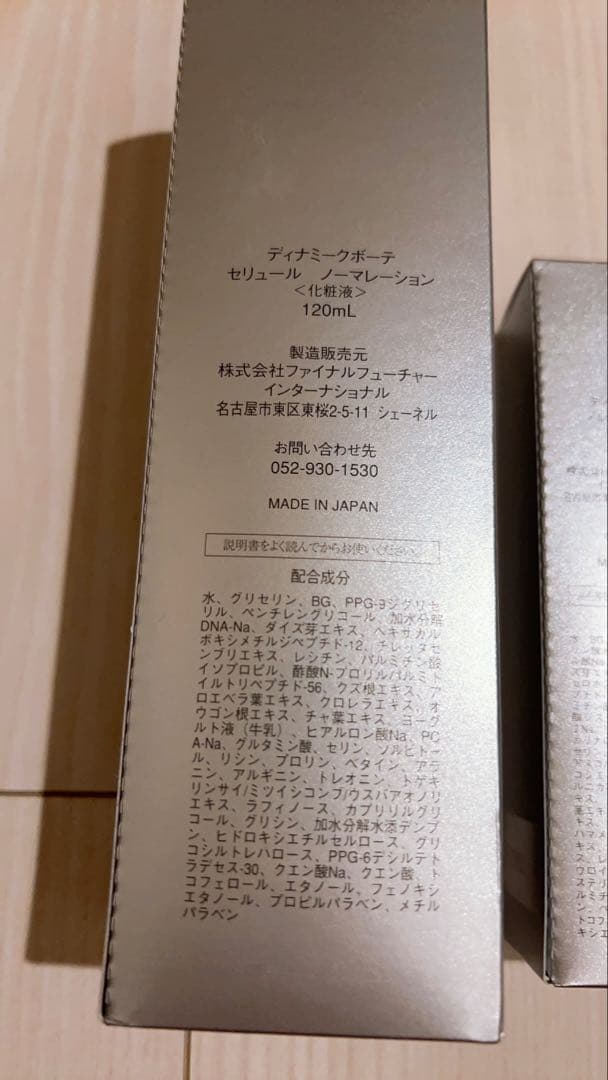 ディナミークボーテ
セリュール ノーマレーション
＜化粧液＞
120mL
製造販売元
株式会社ファイナルフューチャー
インターナショナル
名古屋市東区東桜2-5-11 シェーネル
お問い合わせ先
052-930-1530
MADE IN JAPAN
説明書をよく読んでからお使いください。
配合成分
水、グリセリン、BG、PPG-9ジグリセ
リル、ペンチレングリコール、加水分解
DNA-Na、ダイズ芽エキス、ヘキサカル
ボキシメチルジペプチド-12、チレッタセ
ンブリエキス、レシチン、パルミチン酸
イソプロピル、酢酸N-プロリルパルミト
イルトリペプチド-56、クズ根エキス、ア
ロエベラ葉エキス、クロレラエキス、オ
ウゴン根エキス、チャ葉エキス、ヨーグ
ルト液（牛乳）、ヒアルロン酸Na、PC
A-Na、グルタミン酸、セリン、ソルビトー
ル、リシン、プロリン、ベタイン、アラ
ニン、アルギニン、トレオニン、トゲキ
リンサイ/ミツイシコンブ/ウスバアオノリ
エキス、ラフィノース、カプリリルグリ
コール、グリシン、加水分解水添デンプ
ン、ヒドロキシエチルセルロース、グリ
コシルトレハロース、PPG-6デシルテト
ラデセス-30、クエン酸Na、クエン酸、ト
コフェロール、エタノール、フェノキシ
エタノール、プロピルパラベン、メチル
パラベン